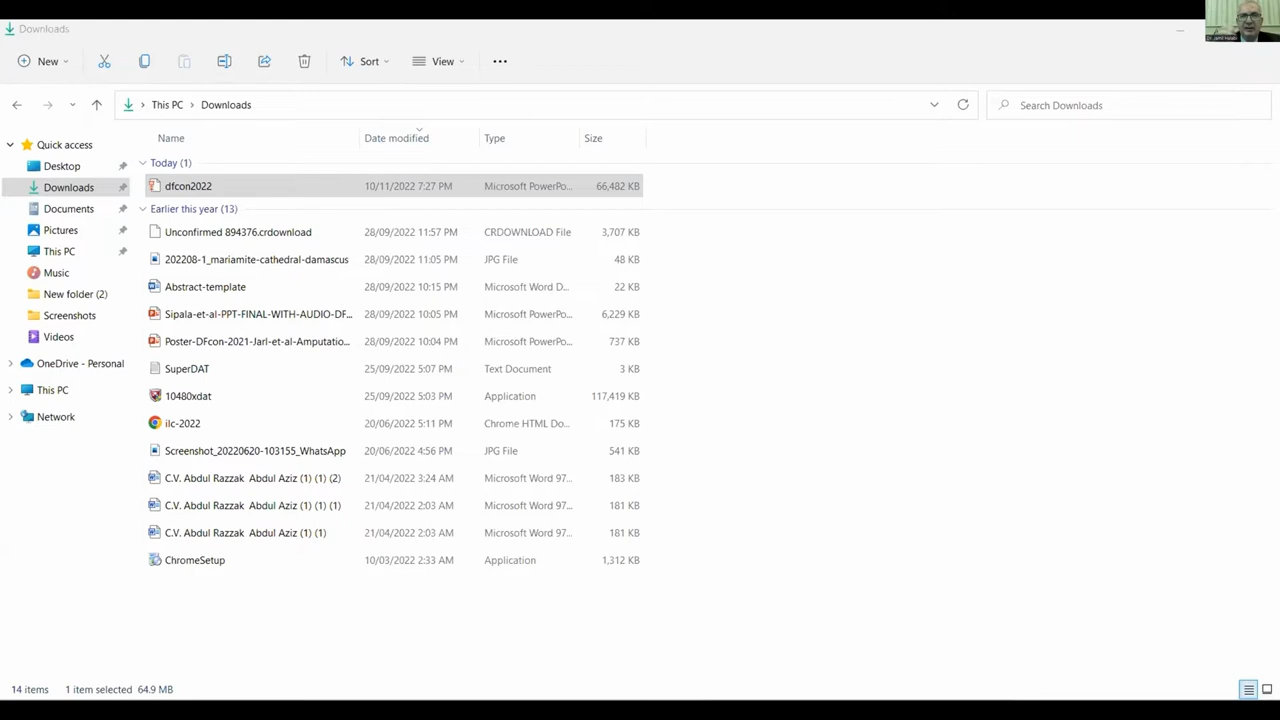 Downloads
New
Sort
View
This PC
Downloads
Search Downloads
Name
Date modified
Type
Size
Quick access
Desktop
Downloads
Documents
Pictures
This PC
Music
New folder (2)
Screenshots
Videos
OneDrive - Personal
This PC
Network
Today (1)
dfcon2022 10/11/2022 7:27 PM Microsoft PowerPo... 66,482 KB
Earlier this year (13)
Unconfirmed 894376.crdownload 28/09/2022 11:57 PM CRDOWNLOAD File 3,707 KB
202208-1_mariamite-cathedral-damascus 28/09/2022 11:05 PM JPG File 48 KB
Abstract-template 28/09/2022 10:15 PM Microsoft Word D... 22 KB
Sipala-et-al-PPT-FINAL-WITH-AUDIO-DF... 28/09/2022 10:05 PM Microsoft PowerPo... 6,229 KB
Poster-DFcon-2021-Jarl-et-al-Amputatio... 28/09/2022 10:04 PM Microsoft PowerPo... 737 KB
SuperDAT 25/09/2022 5:07 PM Text Document 3 KB
10480xdat 25/09/2022 5:03 PM Application 117,419 KB
ilc-2022 20/06/2022 5:11 PM Chrome HTML Do... 175 KB
Screenshot_20220620-103155_WhatsApp 20/06/2022 4:56 PM JPG File 541 KB
C.V. Abdul Razzak Abdul Aziz (1) (1) (2) 21/04/2022 3:24 AM Microsoft Word 97... 183 KB
C.V. Abdul Razzak Abdul Aziz (1) (1) (1) 21/04/2022 2:03 AM Microsoft Word 97... 181 KB
C.V. Abdul Razzak Abdul Aziz (1) (1) 21/04/2022 2:03 AM Microsoft Word 97... 181 KB
ChromeSetup 10/03/2022 2:33 AM Application 1,312 KB
14 items 1 item selected 64.9 MB